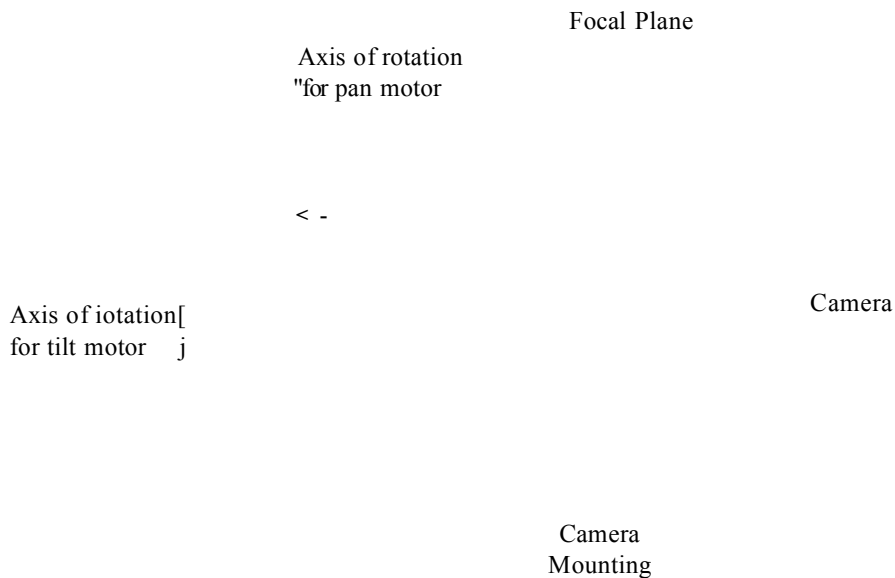 Focal Plane
Axis of rotation
"for pan motor
< -
Camera
Axis of iotation[
for tilt motor j
Camera
Mounting